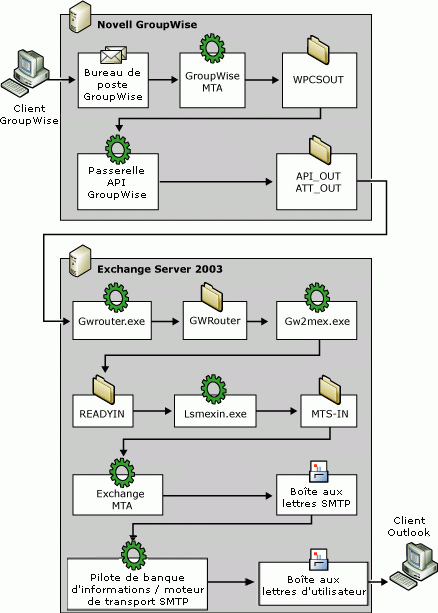 Novell GroupWise
Client
GroupWise
Bureau de
poste
GroupWise
GroupWise
MTA
WPCSOUT
Passerelle
API
GroupWise
API_OUT
ATT_OUT
Exchange Server 2003
Gwrouter.exe
GWRouter
Gw2mex.exe
READYIN
Lsmexin.exe
MTS-IN
Exchange
MTA
Boîte aux
lettres SMTP
Pilote de banque
d'informations / moteur
de transport SMTP
Boîte aux
lettres d'utilisateur
Client
Outlook